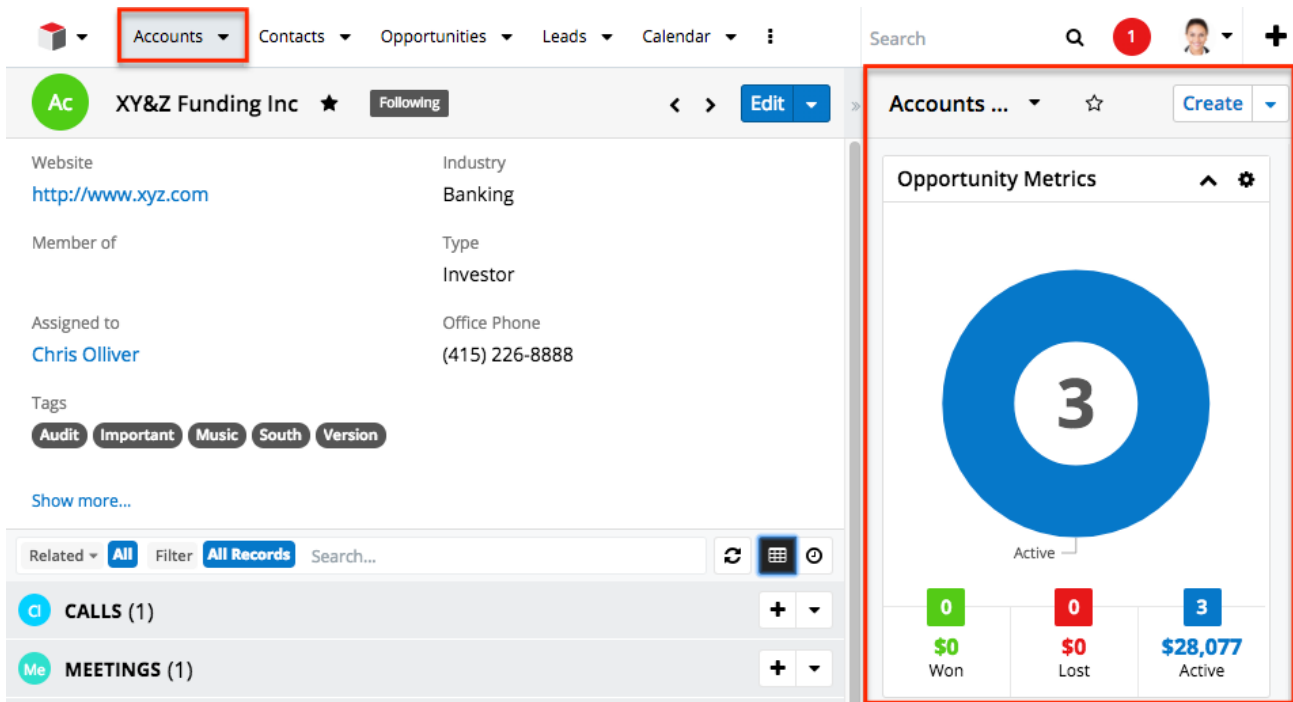 Accounts Contacts Opportunities Leads Calendar Search 1
Ac XY&Z Funding Inc Following Edit
Website Industry
http://www.xyz.com Banking
Member of Type
Investor
Assigned to Office Phone
Chris Olliver (415) 226-8888
Tags
Audit Important Music South Version
Show more...
Related All Filter All Records Search...
CI CALLS (1)
Me MEETINGS (1)
Accounts ... Create
Opportunity Metrics
3
Active
0 0 3
$0 $0 $28,077
Won Lost Active